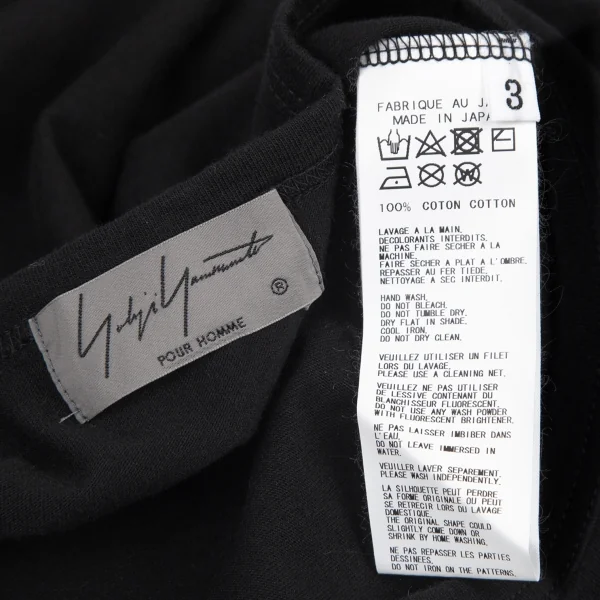 Yohji Yamamoto
®
POUR HOMME
3
FABRIQUE AU J
MADE IN JAPA
100% COTON COTTON
LAVAGE A LA MAIN,
DECOLORANTS INTERDITS,
NE PAS FAIRE SECHER A LA
MACHINE,
FAIRE SECHER A PLAT A L'OMBRE,
REPASSER AU FER TIEDE,
NETTOYAGE A SEC INTERDIT.
HAND WASH,
DO NOT BLEACH,
DO NOT TUMBLE DRY,
DRY FLAT IN SHADE,
COOL IRON,
DO NOT DRY CLEAN.
VEUILLEZ UTILISER UN FILET
LORS DU LAVAGE.
PLEASE USE A CLEANING NET.
VEUILLEZ NE PAS UTILISER
DE LESSIVE CONTENANT DU
BLANCHISSEUR FLUORESCENT.
DO NOT USE ANY WASH POWDER
WITH FLUORESCENT BRIGHTENER.
NE PAS LAISSER IMBIBER DANS
L'EAU.
DO NOT LEAVE IMMERSED IN
WATER.
VEUILLER LAVER SEPAREMENT.
PLEASE WASH INDEPENDENTLY.
LA SILHOUETTE PEUT PERDRE
SA FORME ORIGINALE OU PEUT
SE RETRECIR LORS DU LAVAGE
DOMESTIQUE.
THE ORIGINAL SHAPE COULD
SLIGHTLY COME DOWN OR
SHRINK BY HOME WASHING.
NE PAS REPASSER LES PARTIES
DESSINEES.
DO NOT IRON ON THE PATTERNS.